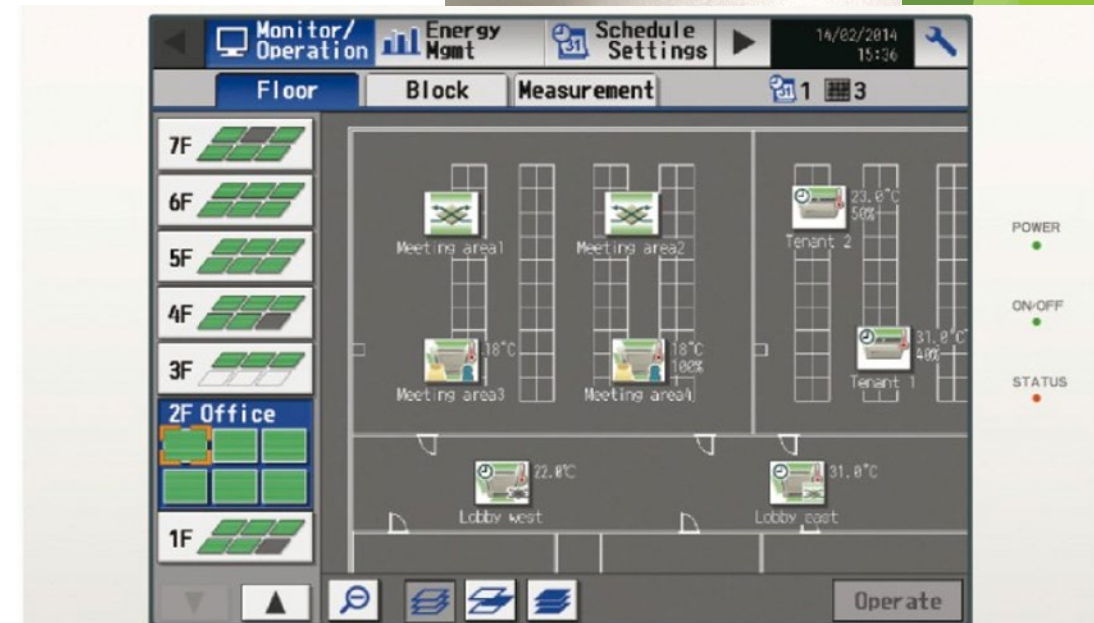 Monitor/
Operation
Energy
Mgmt
Schedule
Settings
14/02/2014
15:36
Floor
Block
Measurement
31 1
3
7F
6F
5F
4F
3F
2F Office
1F
Meeting area1
Meeting area2
23.0°C
50%
Tenant 2
18°C
Meeting area3
18°C
100%
Meeting area4
31.0°C
40%
Tenant 1
22.0°C
Lobby west
31.0°C
Lobby east
Operate
POWER
ON/OFF
STATUS